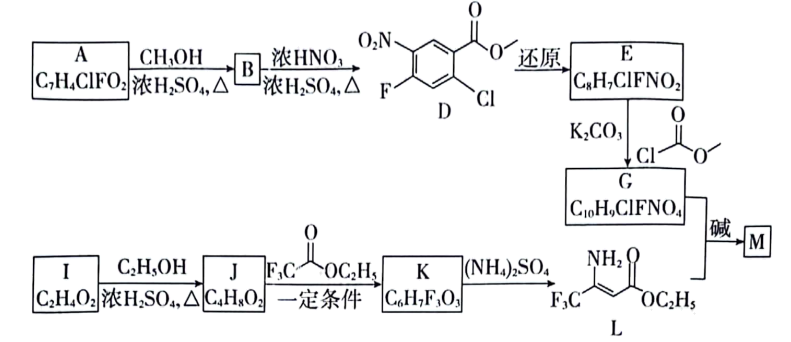 A
C₇H₄ClFO₂
CH₃OH
浓H₂SO₄,△
B
浓HNO₃
浓H₂SO₄,△
O₂N
F
O
O
Cl
D
还原
E
C₈H₇ClFNO₂
K₂CO₃
Cl
O
O
G
C₁₀H₉ClFNO₄
碱
M
I
C₂H₄O₂
C₂H₅OH
浓H₂SO₄,△
J
C₄H₈O₂
O
F₃C
OC₂H₅
一定条件
K
C₆H₇F₃O₃
(NH₄)₂SO₄
NH₂
O
F₃C
OC₂H₅
L